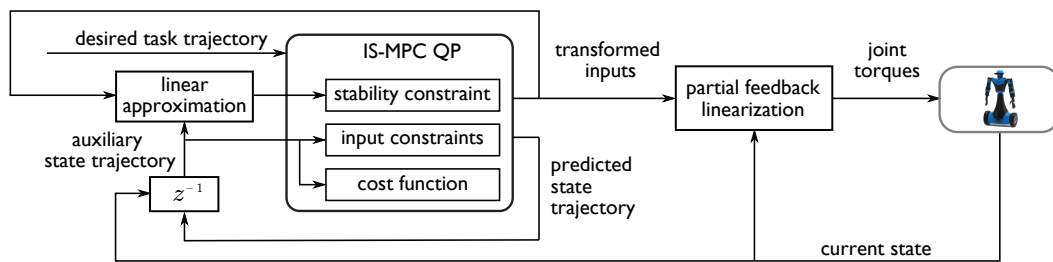 desired task trajectory
IS-MPC QP
linear
approximation
stability constraint
input constraints
cost function
auxiliary
state trajectory
z⁻¹
predicted
state
trajectory
transformed
inputs
partial feedback
linearization
joint
torques
current state